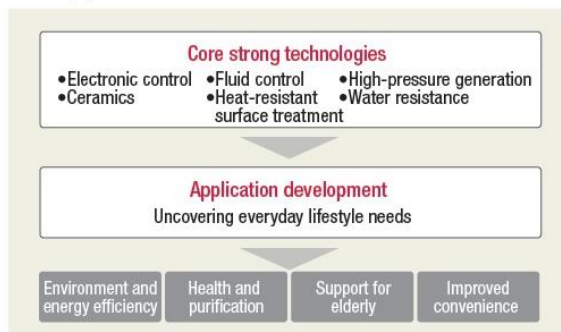 Core strong technologies
•Electronic control •Fluid control •High-pressure generation
•Ceramics •Heat-resistant •Water resistance
surface treatment
Application development
Uncovering everyday lifestyle needs
Environment and energy efficiency
Health and purification
Support for elderly
Improved convenience